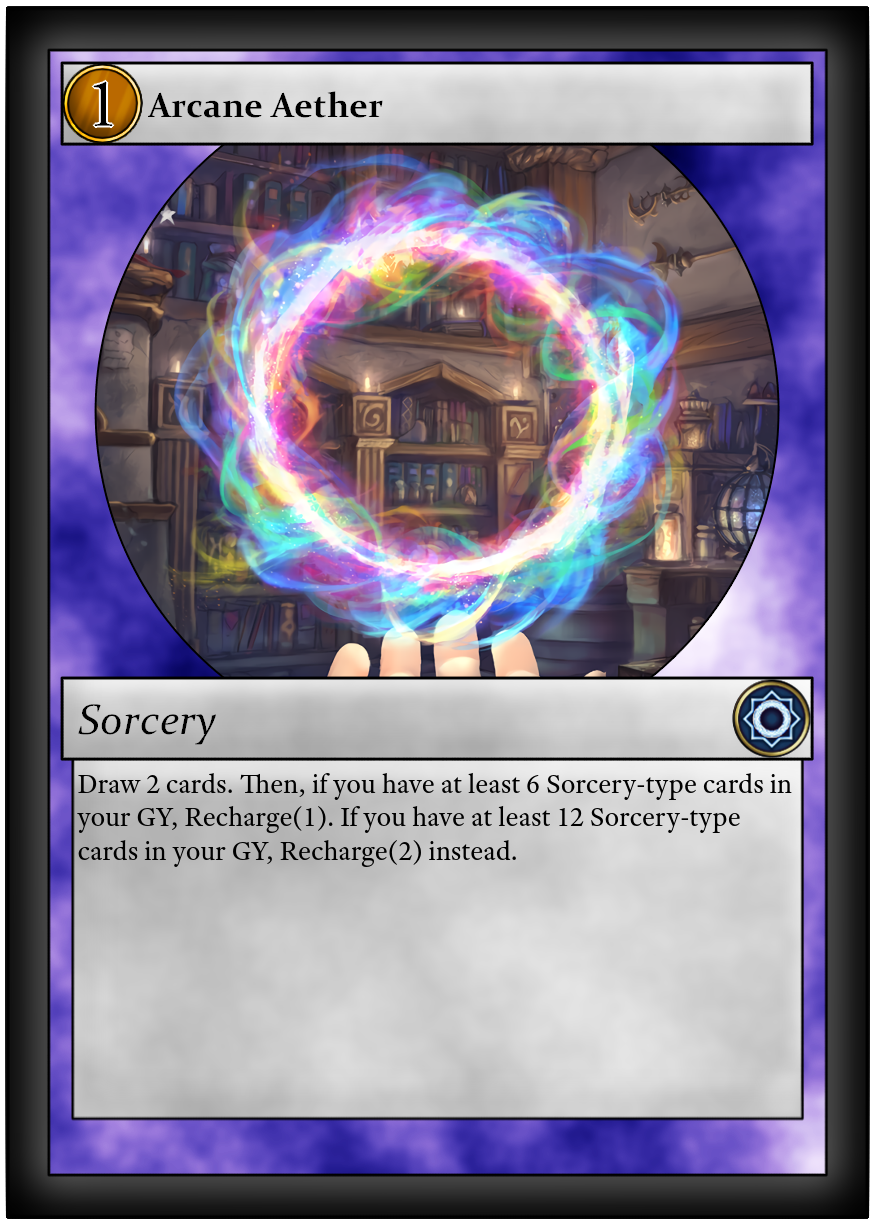 1
Arcane Aether
Sorcery
Draw 2 cards. Then, if you have at least 6 Sorcery-type cards in
your GY, Recharge(1). If you have at least 12 Sorcery-type
cards in your GY, Recharge(2) instead.